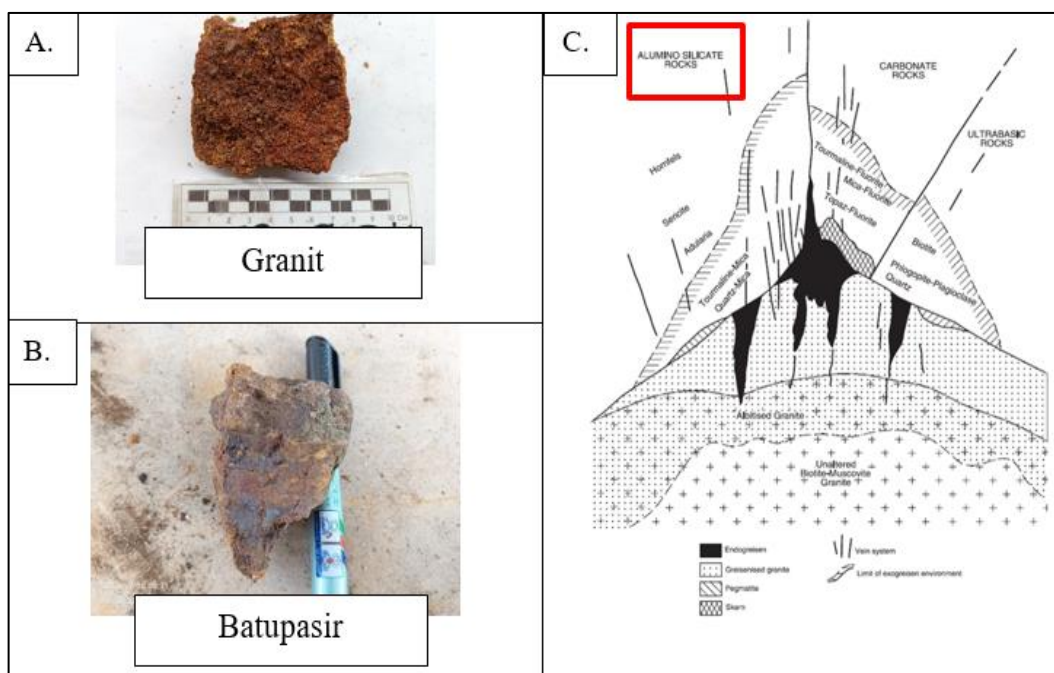 A.
Granit
B.
Batupasir
C.
ALUMINO SILICATE
ROCKS
CARBONATE
ROCKS
ULTRABASIC
ROCKS
Hornfels
Sericite
Adularia
Tourmaline-Mica
Quartz-Mica
Tourmaline-Fluorite
Mica-Fluorite
Topaz-Fluorite
Biotite
Phlogopite-Plagioclase
Quartz
Albitised Granite
Unaltered
Biotite-Muscovite
Granite
Endogreisen
Greisenised granite
Pegmatite
Skarn
Vein system
Limit of exogreisen environment